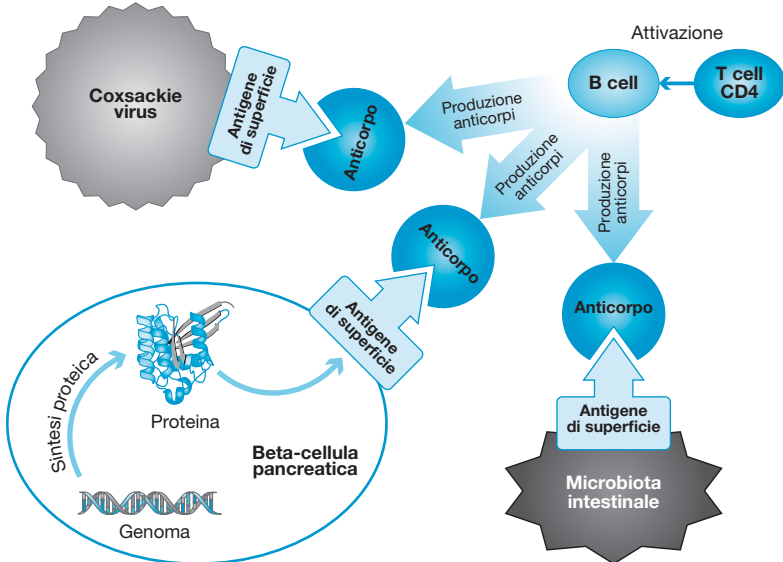 Attivazione
Coxsackie
virus
Antigene
di superficie
Anticorpo
Produzione
anticorpi
B cell
T cell
CD4
Produzione
anticorpi
Produzione
anticorpi
Anticorpo
Antigene
di superficie
Anticorpo
Sintesi proteica
Proteina
Beta-cellula
pancreatica
Genoma
Antigene
di superficie
Microbiota
intestinale